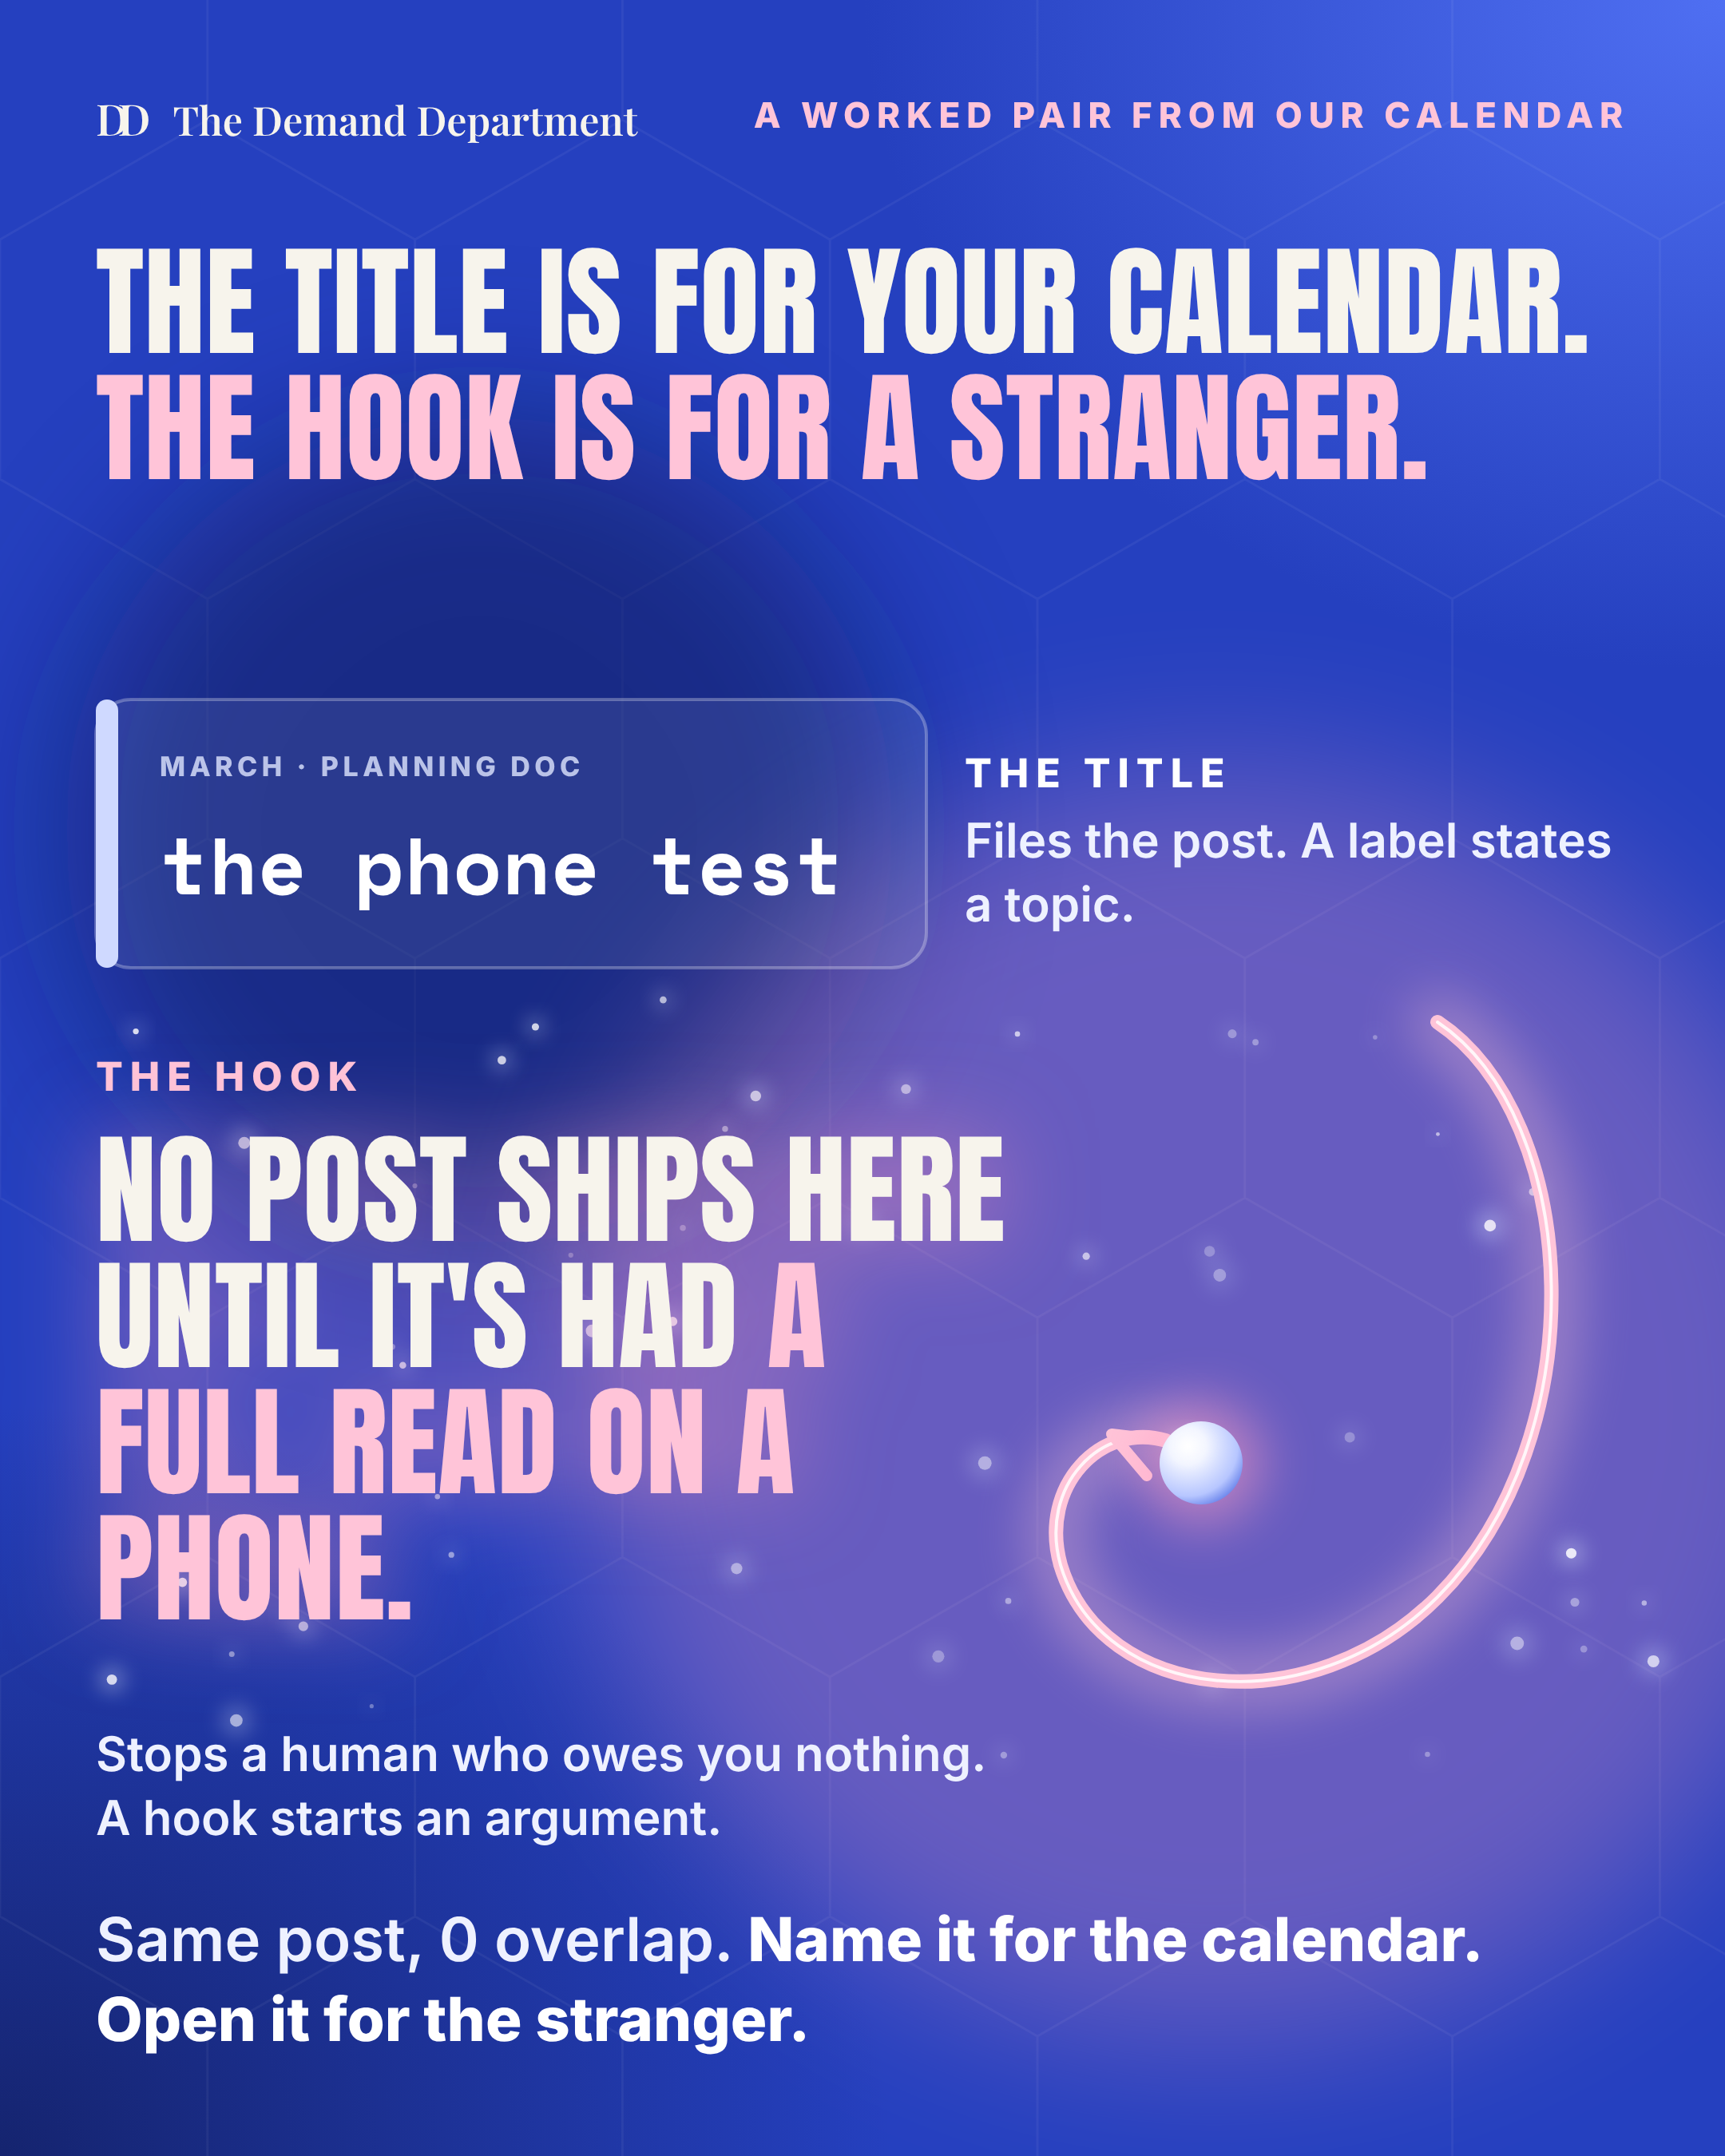 DD The Demand Department
A WORKED PAIR FROM OUR CALENDAR
THE TITLE IS FOR YOUR CALENDAR.
THE HOOK IS FOR A STRANGER.
MARCH · PLANNING DOC
the phone test
THE TITLE
Files the post. A label states
a topic.
THE HOOK
NO POST SHIPS HERE
UNTIL IT'S HAD A
FULL READ ON A
PHONE.
Stops a human who owes you nothing.
A hook starts an argument.
Same post, 0 overlap. Name it for the calendar.
Open it for the stranger.